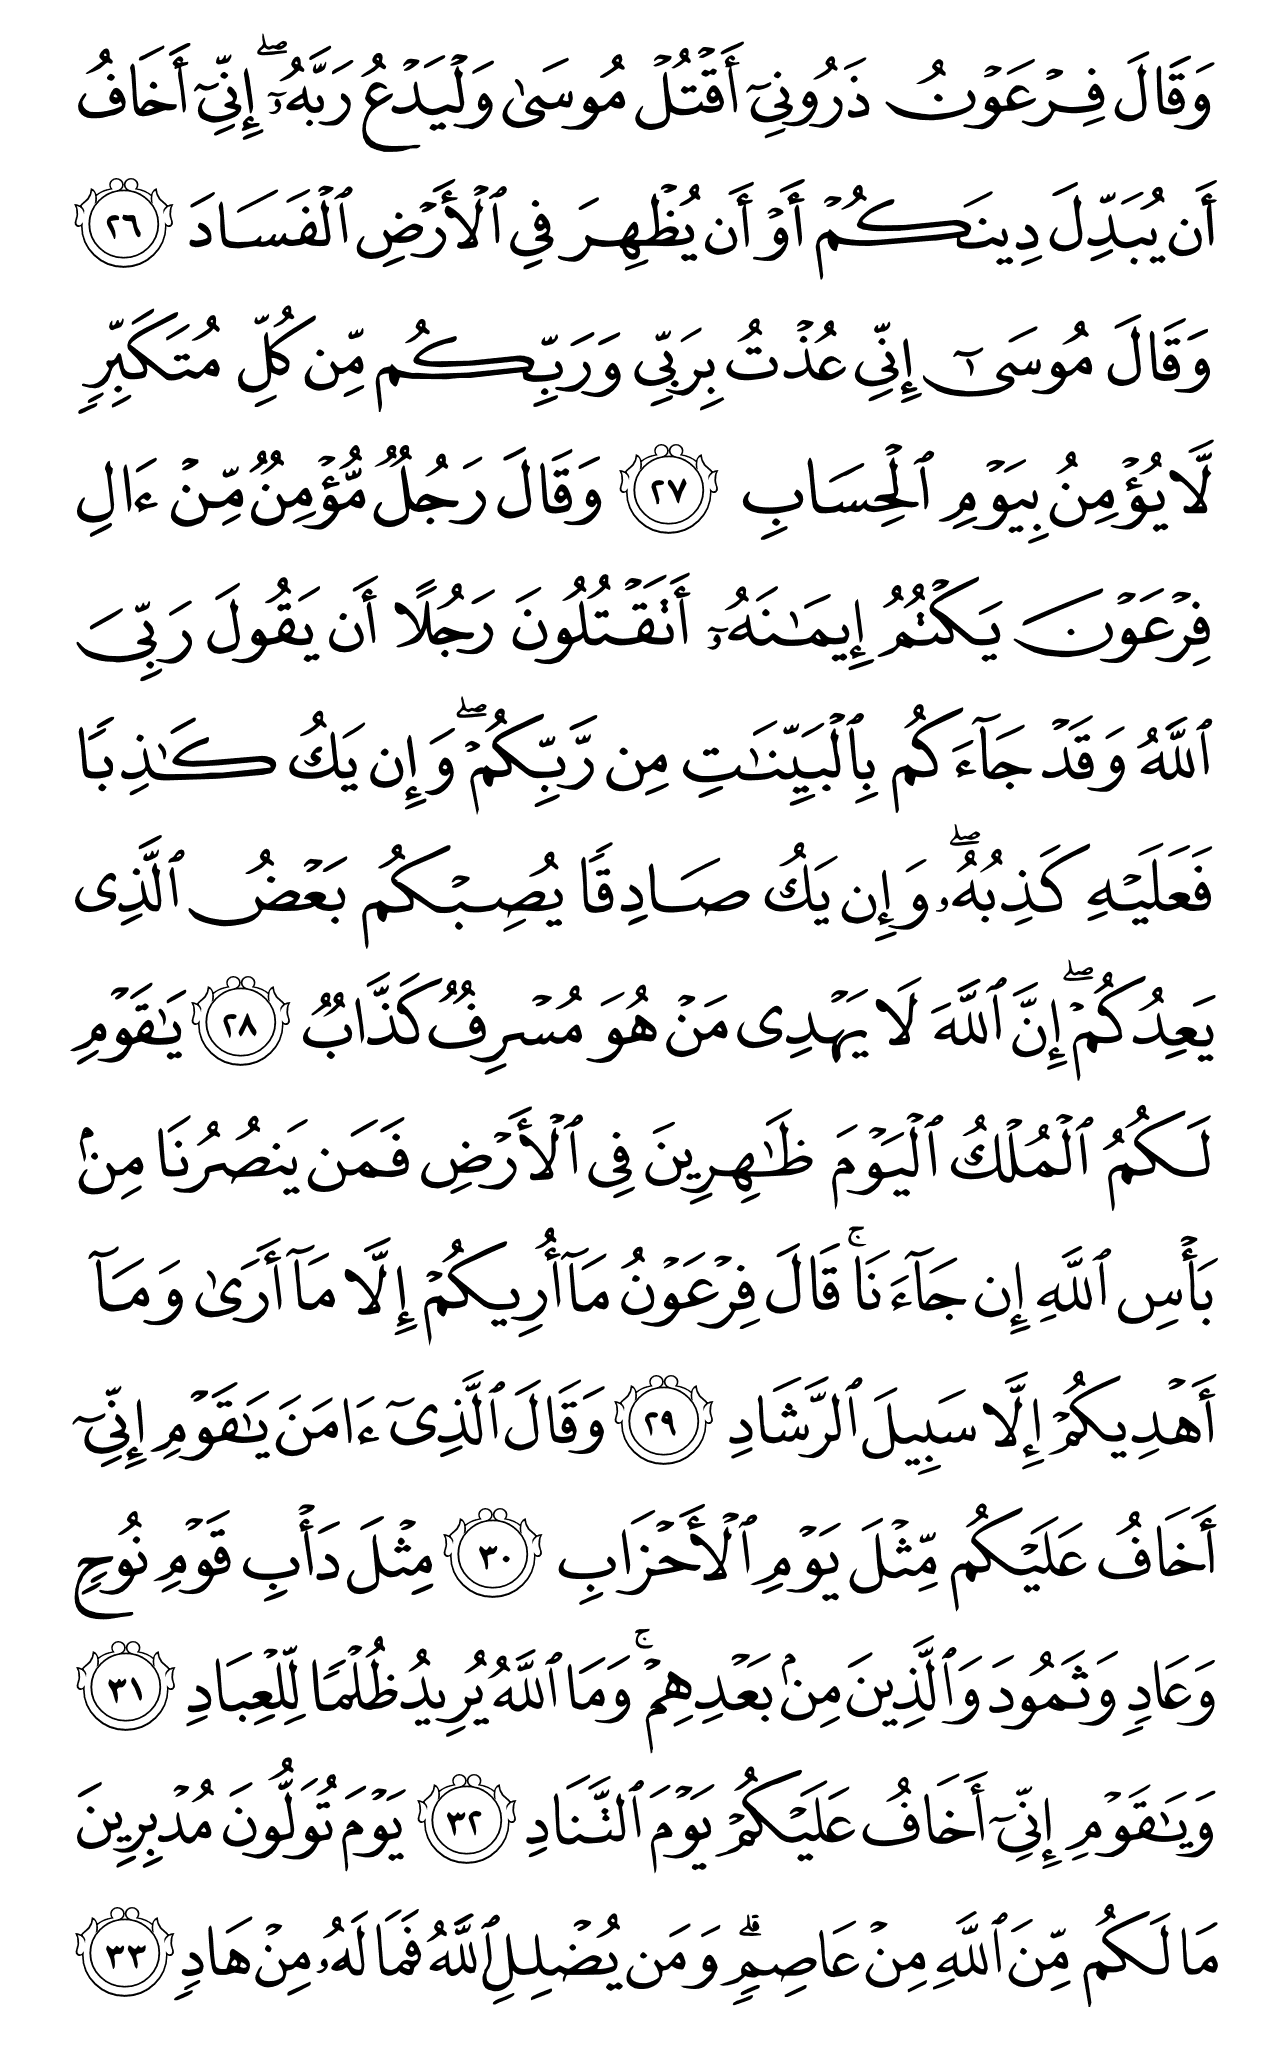 وَقَالَ فِرۡعَوۡنُ ذَرُونِيٓ أَقۡتُلۡ مُوسَىٰ وَلۡيَدۡعُ رَبَّهُۥٓۖ إِنِّيٓ أَخَافُ
أَن يُبَدِّلَ دِينَكُمۡ أَوۡ أَن يُظۡهِرَ فِي ٱلۡأَرۡضِ ٱلۡفَسَادَ ٢٦
وَقَالَ مُوسَىٰٓ إِنِّي عُذۡتُ بِرَبِّي وَرَبِّكُم مِّن كُلِّ مُتَكَبِّرٖ
لَّا يُؤۡمِنُ بِيَوۡمِ ٱلۡحِسَابِ ٢٧ وَقَالَ رَجُلٞ مُّؤۡمِنٞ مِّنۡ ءَالِ
فِرۡعَوۡنَ يَكۡتُمُ إِيمَٰنَهُۥٓ أَتَقۡتُلُونَ رَجُلًا أَن يَقُولَ رَبِّيَ
ٱللَّهُ وَقَدۡ جَآءَكُم بِٱلۡبَيِّنَٰتِ مِن رَّبِّكُمۡۖ وَإِن يَكُ كَٰذِبٗا
فَعَلَيۡهِ كَذِبُهُۥۖ وَإِن يَكُ صَادِقٗا يُصِبۡكُم بَعۡضُ ٱلَّذِي
يَعِدُكُمۡۖ إِنَّ ٱللَّهَ لَا يَهۡدِي مَنۡ هُوَ مُسۡرِفٞ كَذَّابٞ ٢٨ يَٰقَوۡمِ
لَكُمُ ٱلۡمُلۡكُ ٱلۡيَوۡمَ ظَٰهِرِينَ فِي ٱلۡأَرۡضِ فَمَن يَنصُرُنَا مِنۢ
بَأۡسِ ٱللَّهِ إِن جَآءَنَاۚ قَالَ فِرۡعَوۡنُ مَآ أُرِيكُمۡ إِلَّا مَآ أَرَىٰ وَمَآ
أَهۡدِيكُمۡ إِلَّا سَبِيلَ ٱلرَّشَادِ ٢٩ وَقَالَ ٱلَّذِيٓ ءَامَنَ يَٰقَوۡمِ إِنِّيٓ
أَخَافُ عَلَيۡكُم مِّثۡلَ يَوۡمِ ٱلۡأَحۡزَابِ ٣٠ مِثۡلَ دَأۡبِ قَوۡمِ نُوحٖ
وَعَادٖ وَثَمُودَ وَٱلَّذِينَ مِنۢ بَعۡدِهِمۡۚ وَمَا ٱللَّهُ يُرِيدُ ظُلۡمٗا لِّلۡعِبَادِ ٣١
وَيَٰقَوۡمِ إِنِّيٓ أَخَافُ عَلَيۡكُمۡ يَوۡمَ ٱلتَّنَادِ ٣٢ يَوۡمَ تُوَلُّونَ مُدۡبِرِينَ
مَا لَكُم مِّنَ ٱللَّهِ مِنۡ عَاصِمٖۗ وَمَن يُضۡلِلِ ٱللَّهُ فَمَا لَهُۥ مِنۡ هَادٖ ٣٣